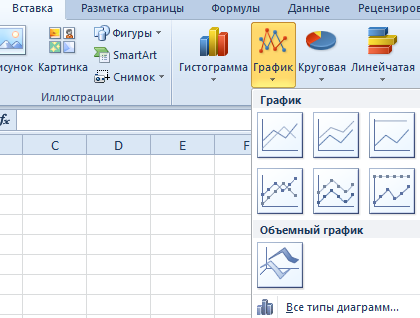 Вставка Разметка страницы Формулы Данные Рецензиров
Фигуры
SmartArt
Снимок
исунок Картинка Гистограмма График Круговая Линейчатая
Иллюстрации
График
fx
C D E F
Объемный график
Все типы диаграмм...